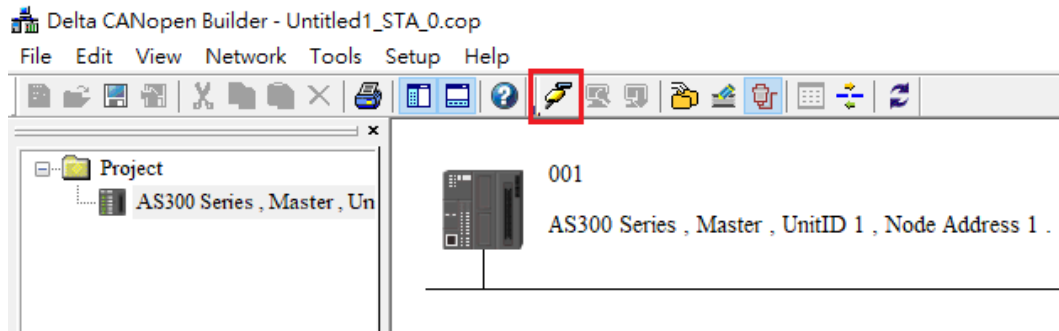 Delta CANopen Builder - Untitled1_STA_0.cop
File Edit View Network Tools Setup Help
Project
AS300 Series , Master , Un
001
AS300 Series , Master , UnitID 1 , Node Address 1 .